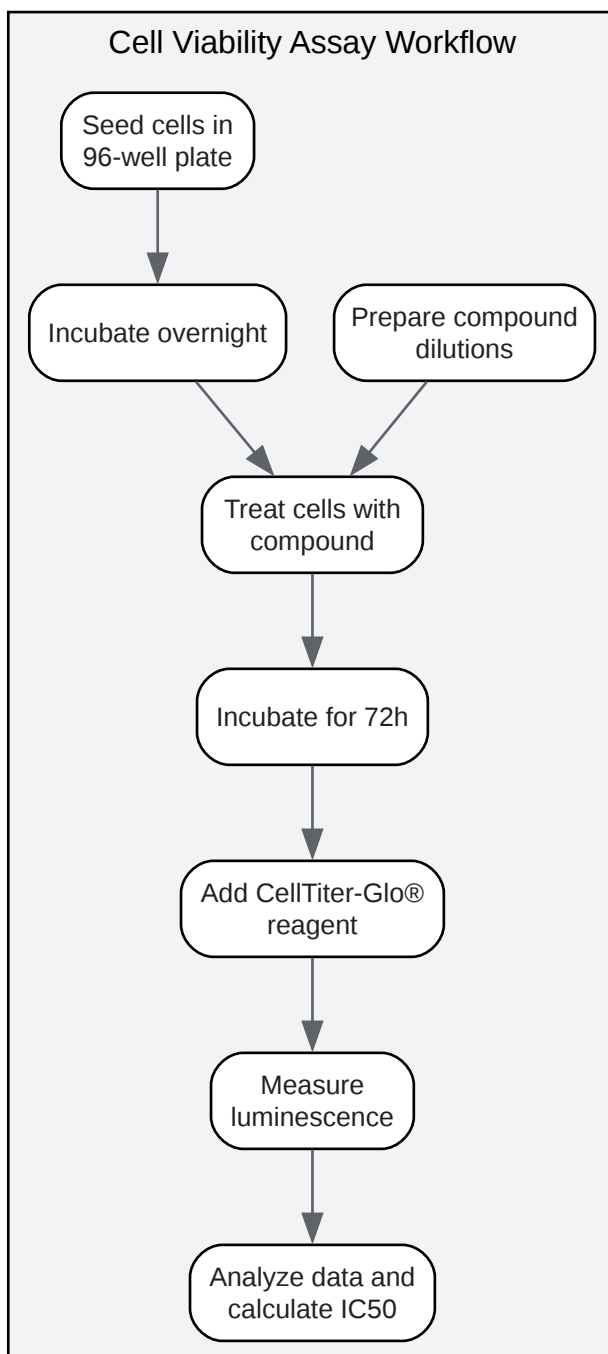 Cell Viability Assay Workflow
Seed cells in
96-well plate
Incubate overnight
Prepare compound
dilutions
Treat cells with
compound
Incubate for 72h
Add CellTiter-Glo®
reagent
Measure
luminescence
Analyze data and
calculate IC50